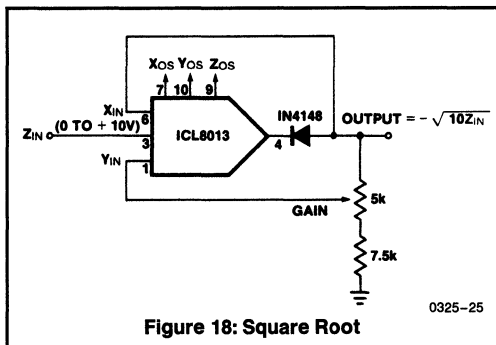 XOS YOS ZOS
7 10 9
XIN
6
(0 TO + 10V)
ZIN
3
ICL8013
YIN
1
4
IN4148
OUTPUT = - √10ZIN
5k
GAIN
7.5k
0325-25
Figure 18: Square Root